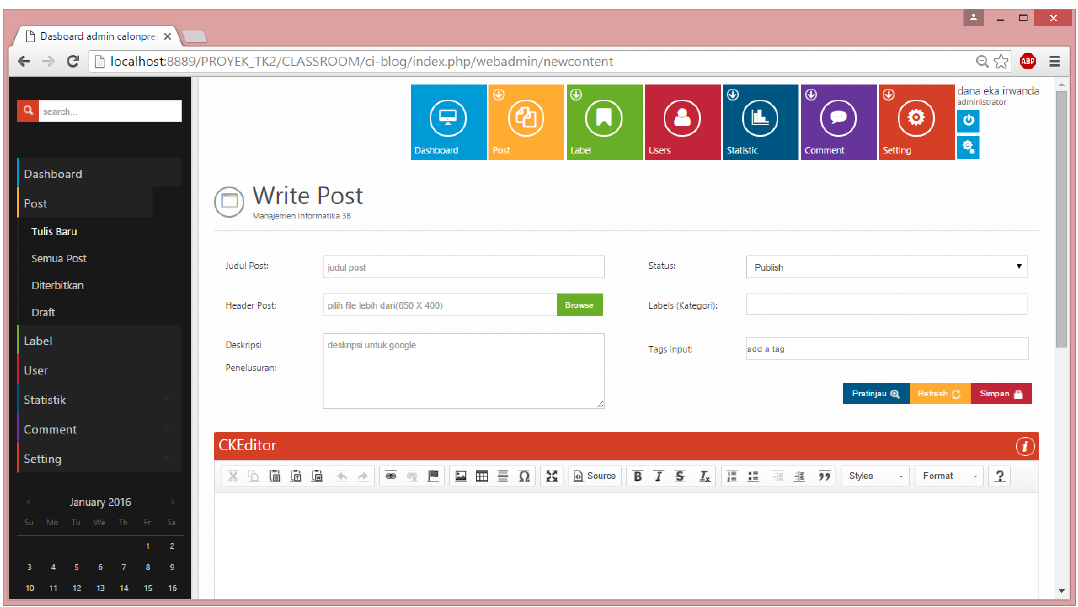 Dasboard admin calonpre
localhost:8889/PROYEK_TK2/CLASSROOM/ci-blog/index.php/webadmin/newcontent
ABP
search...
Dashboard
Post
Label
Users
Statistic
Comment
Setting
dana eka irwanda
administrator
Dashboard
Post
Tulis Baru
Semua Post
Diterbitkan
Draft
Label
User
Statistik
Comment
Setting
January 2016
Su Mo Tu We Th Fr Sa
1 2
3 4 5 6 7 8 9
10 11 12 13 14 15 16
Write Post
Manajemen Informatika 3B
Judul Post:
judul post
Header Post:
pilih file lebih dari(650 X 400)
Browse
Deskripsi
Penelusuran:
deskripsi untuk google
Status:
Publish
Labels (Kategori):
Tags Input:
add a tag
Pratinjau
Refresh
Simpan
CKEditor
Source
B I S Ix
Styles
Format
?